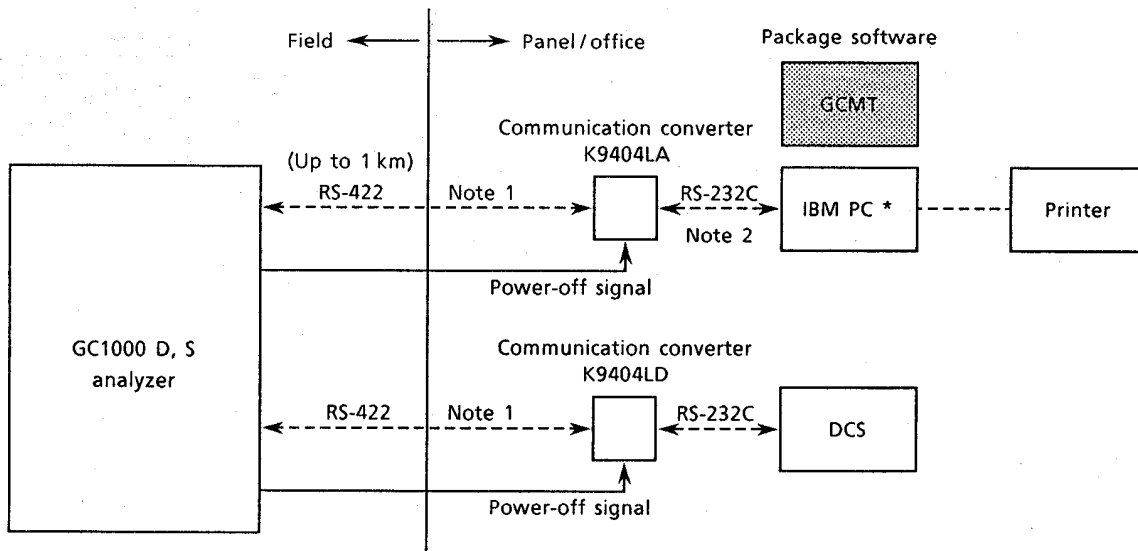 Field
Panel / office
Package software
GCMT
Communication converter
K9404LA
(Up to 1 km)
RS-422
Note 1
RS-232C
Note 2
IBM PC *
Printer
Power-off signal
GC1000 D, S
analyzer
Communication converter
K9404LD
RS-422
Note 1
RS-232C
DCS
Power-off signal